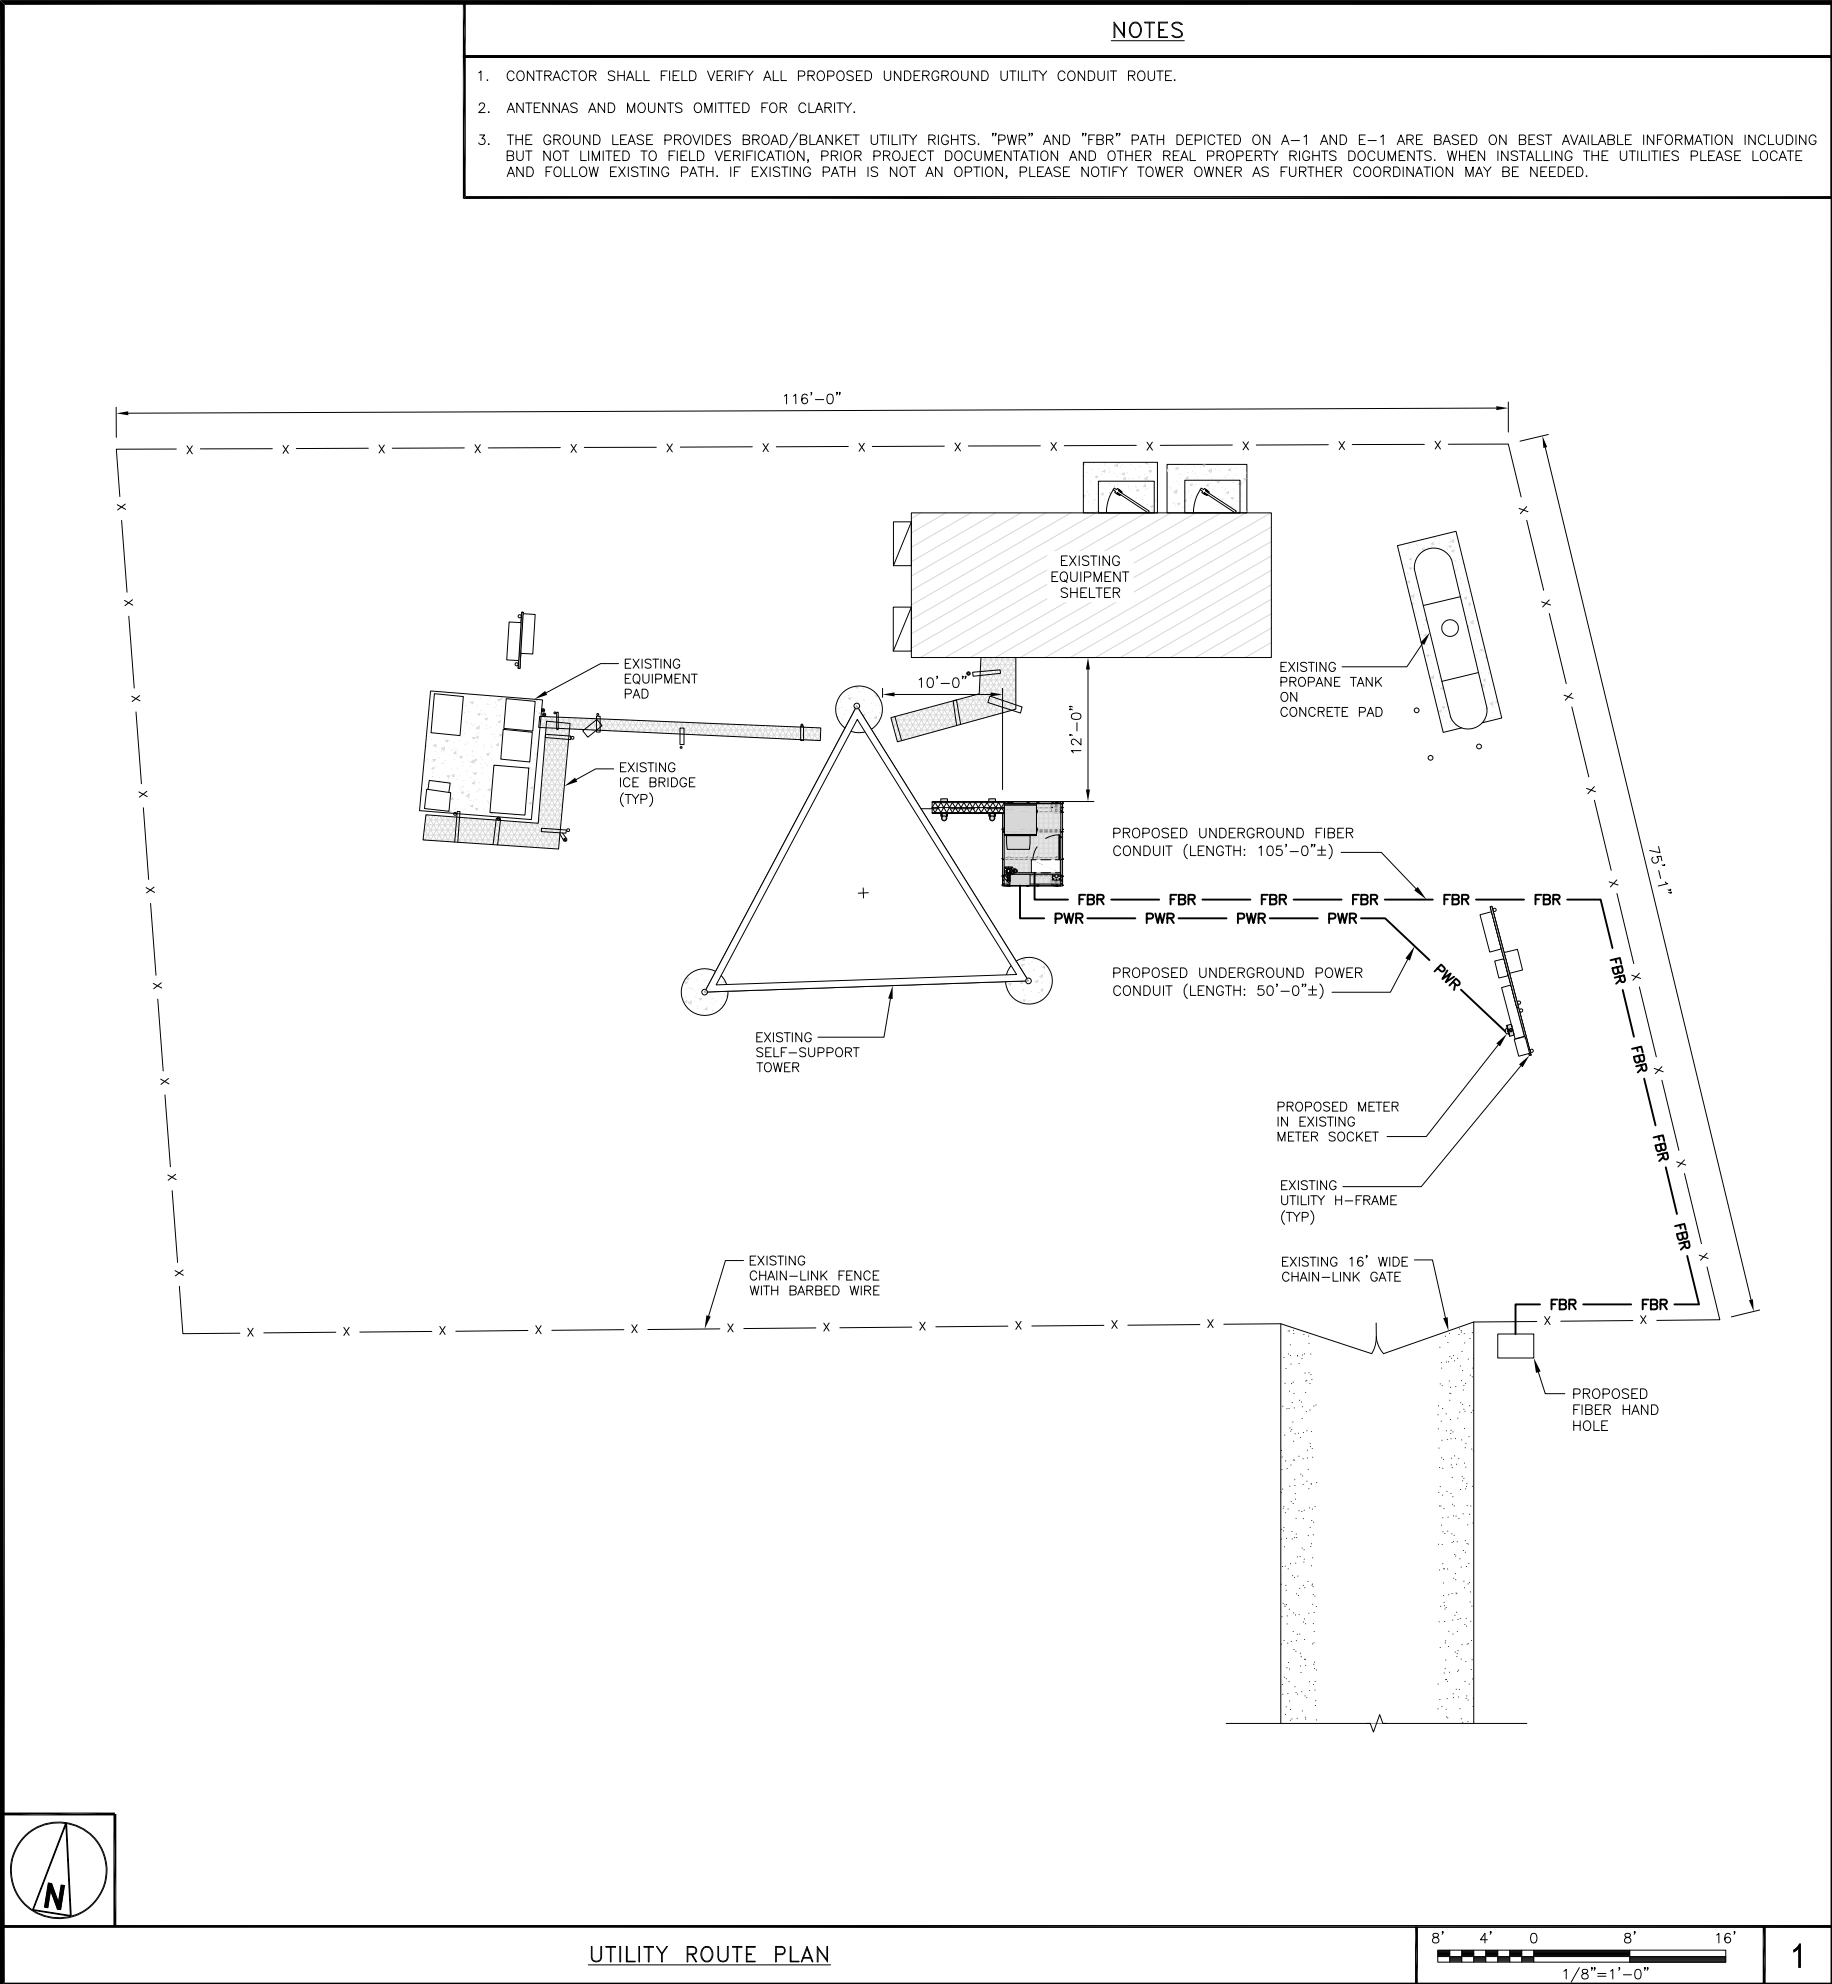 NOTES
1. CONTRACTOR SHALL FIELD VERIFY ALL PROPOSED UNDERGROUND UTILITY CONDUIT ROUTE.
2. ANTENNAS AND MOUNTS OMITTED FOR CLARITY.
3. THE GROUND LEASE PROVIDES BROAD/BLANKET UTILITY RIGHTS. "PWR" AND "FBR" PATH DEPICTED ON A-1 AND E-1 ARE BASED ON BEST AVAILABLE INFORMATION INCLUDING
BUT NOT LIMITED TO FIELD VERIFICATION, PRIOR PROJECT DOCUMENTATION AND OTHER REAL PROPERTY RIGHTS DOCUMENTS. WHEN INSTALLING THE UTILITIES PLEASE LOCATE
AND FOLLOW EXISTING PATH. IF EXISTING PATH IS NOT AN OPTION, PLEASE NOTIFY TOWER OWNER AS FURTHER COORDINATION MAY BE NEEDED.
116'-0"
X X X X X X X X X X X X X X
EXISTING
EQUIPMENT
SHELTER
EXISTING
EQUIPMENT
PAD
10'-0"
12'-0"
EXISTING
PROPANE TANK
ON
CONCRETE PAD
EXISTING
ICE BRIDGE
(TYP)
75'-1"
X X X X X X X X X
X X X X X X X X X
PROPOSED UNDERGROUND FIBER
CONDUIT (LENGTH: 105'-0"±)
FBR FBR FBR FBR FBR FBR
PWR PWR PWR PWR
PWR
FBR
FBR
FBR
FBR
PROPOSED UNDERGROUND POWER
CONDUIT (LENGTH: 50'-0"±)
EXISTING
SELF-SUPPORT
TOWER
PROPOSED METER
IN EXISTING
METER SOCKET
EXISTING
UTILITY H-FRAME
(TYP)
EXISTING
CHAIN-LINK FENCE
WITH BARBED WIRE
EXISTING 16' WIDE
CHAIN-LINK GATE
FBR FBR
X X X X X X X X X X X X X
PROPOSED
FIBER HAND
HOLE
N
UTILITY ROUTE PLAN
8' 4' 0 8' 16'
1/8"=1'-0"
1